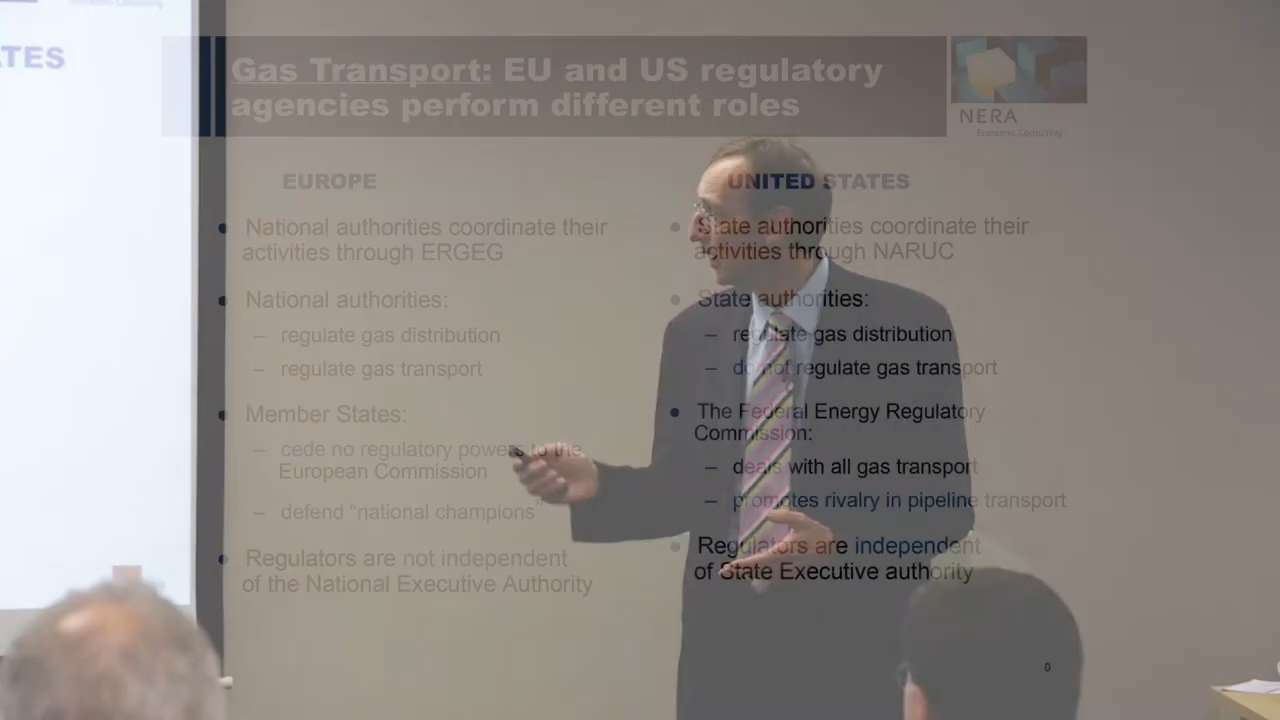 TES
Gas Transport: EU and US regulatory
agencies perform different roles
NERA
Economic Consulting
EUROPE
• National authorities coordinate their
activities through ERGEG
• National authorities:
– regulate gas distribution
– regulate gas transport
• Member States:
– cede no regulatory powers to the
European Commission
– defend “national champions”
• Regulators are not independent
of the National Executive Authority
UNITED STATES
• State authorities coordinate their
activities through NARUC
• State authorities:
– regulate gas distribution
– do not regulate gas transport
• The Federal Energy Regulatory
Commission:
– deals with all gas transport
– promotes rivalry in pipeline transport
• Regulators are independent
of State Executive authority
0